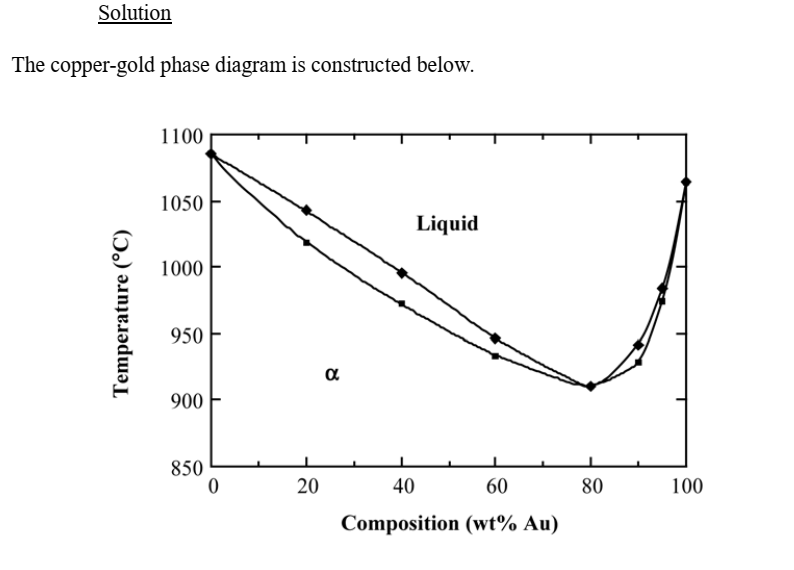 Solution
The copper-gold phase diagram is constructed below.
1100
1050
Liquid
1000
Temperature (°C)
950
α
900
850
0 20 40 60 80 100
Composition (wt% Au)